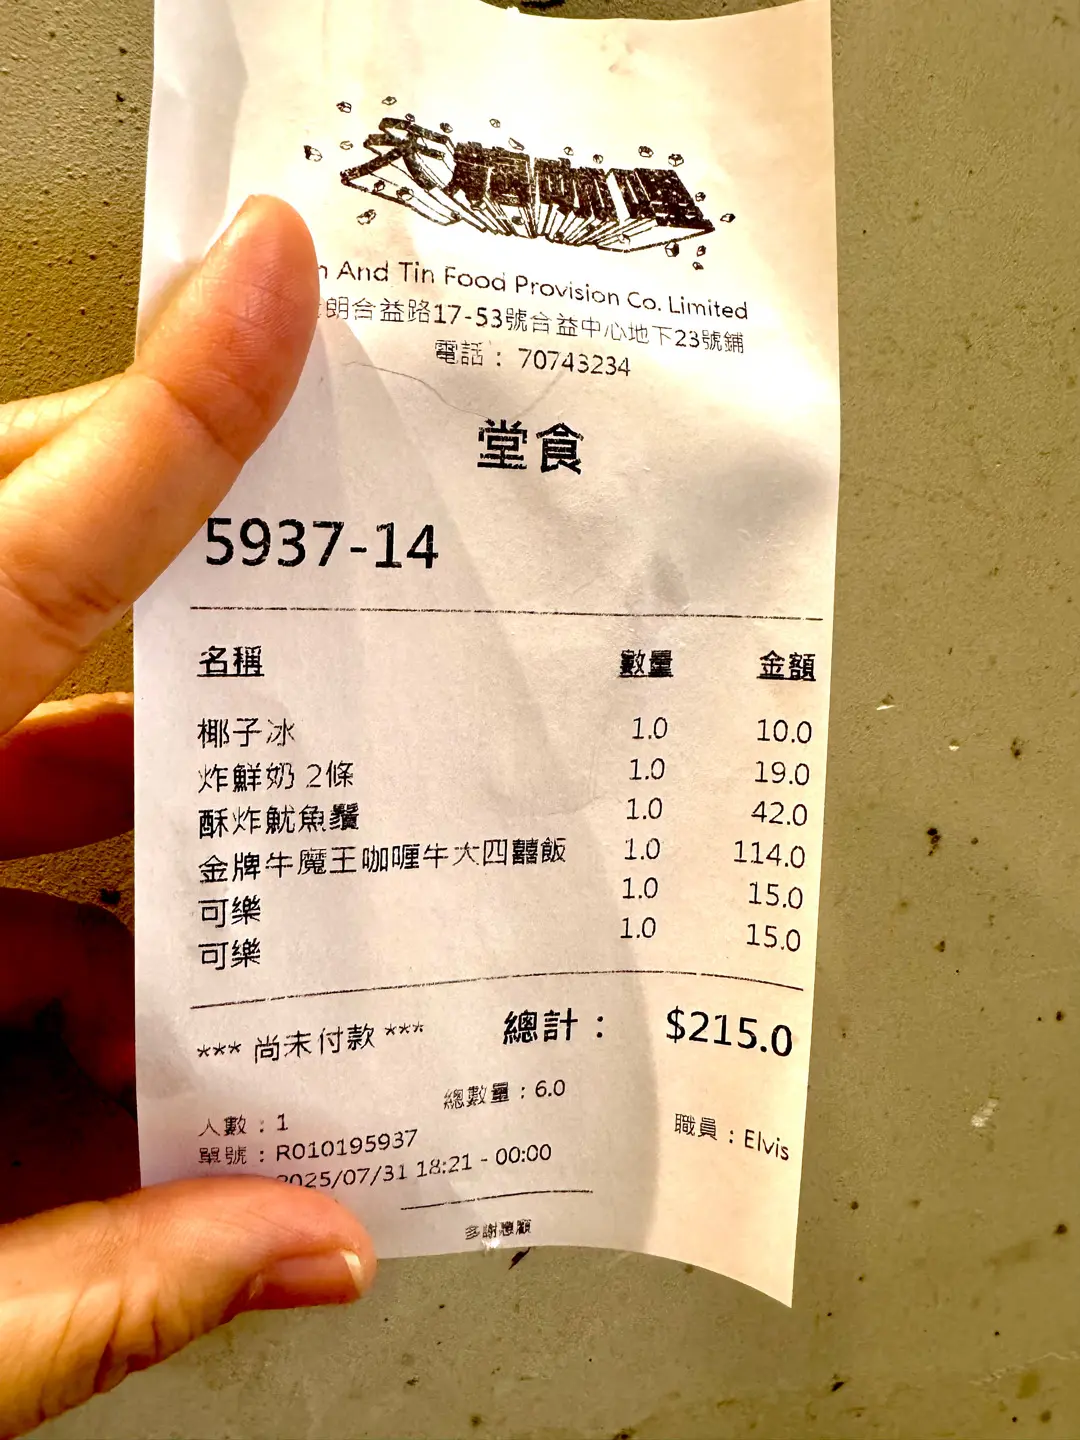 天龍咖喱
And Tin Food Provision Co. Limited
朗合益路17-53號合益中心地下23號鋪
電話： 70743234
堂食
5937-14
名稱 數量 金額
椰子冰 1.0 10.0
炸鮮奶 2條 1.0 19.0
酥炸魷魚鬚 1.0 42.0
金牌牛魔王咖喱牛大四囍飯 1.0 114.0
可樂 1.0 15.0
可樂 1.0 15.0
*** 尚未付款 *** 總計： $215.0
總數量：6.0
人數：1
職員：Elvis
單號：R010195937
2025/07/31 18:21 - 00:00
多謝惠顧